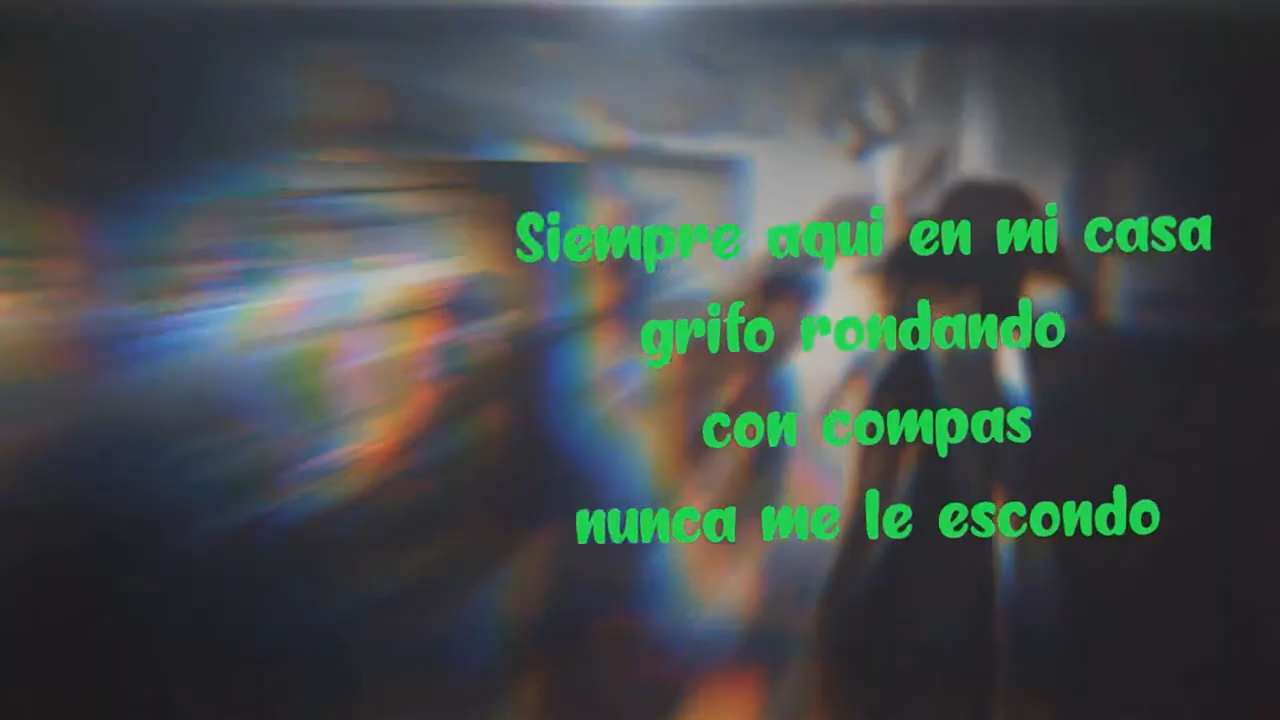 Siempre aqui en mi casa
grifo rondando
con compas
nunca me le escondo